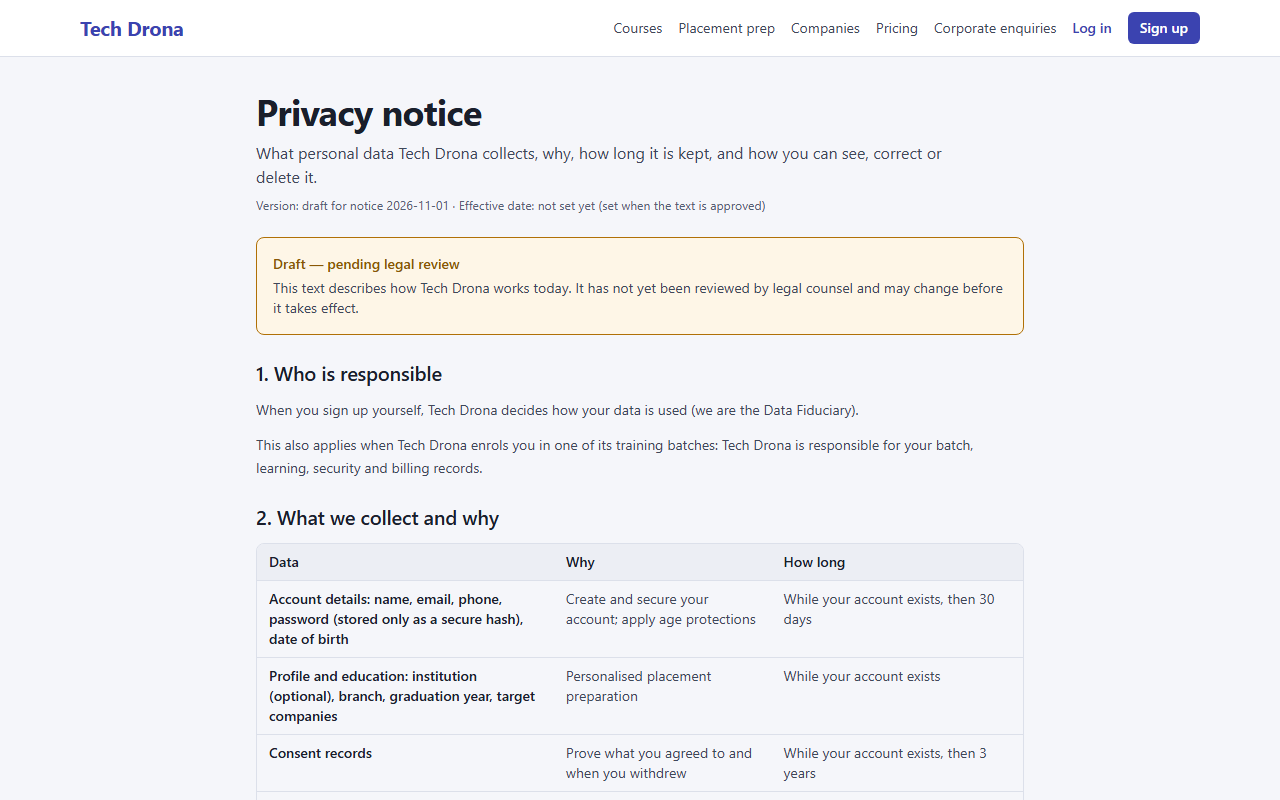 Tech Drona
Courses Placement prep Companies Pricing Corporate enquiries Log in Sign up
Privacy notice
What personal data Tech Drona collects, why, how long it is kept, and how you can see, correct or
delete it.
Version: draft for notice 2026-11-01 · Effective date: not set yet (set when the text is approved)
Draft — pending legal review
This text describes how Tech Drona works today. It has not yet been reviewed by legal counsel and may change before
it takes effect.
1. Who is responsible
When you sign up yourself, Tech Drona decides how your data is used (we are the Data Fiduciary).
This also applies when Tech Drona enrols you in one of its training batches: Tech Drona is responsible for your batch,
learning, security and billing records.
2. What we collect and why
Data Why How long
Account details: name, email, phone,
password (stored only as a secure hash),
date of birth
Create and secure your
account; apply age protections
While your account exists, then 30
days
Profile and education: institution
(optional), branch, graduation year, target
companies
Personalised placement
preparation
While your account exists
Consent records
Prove what you agreed to and
when you withdrew
While your account exists, then 3
years